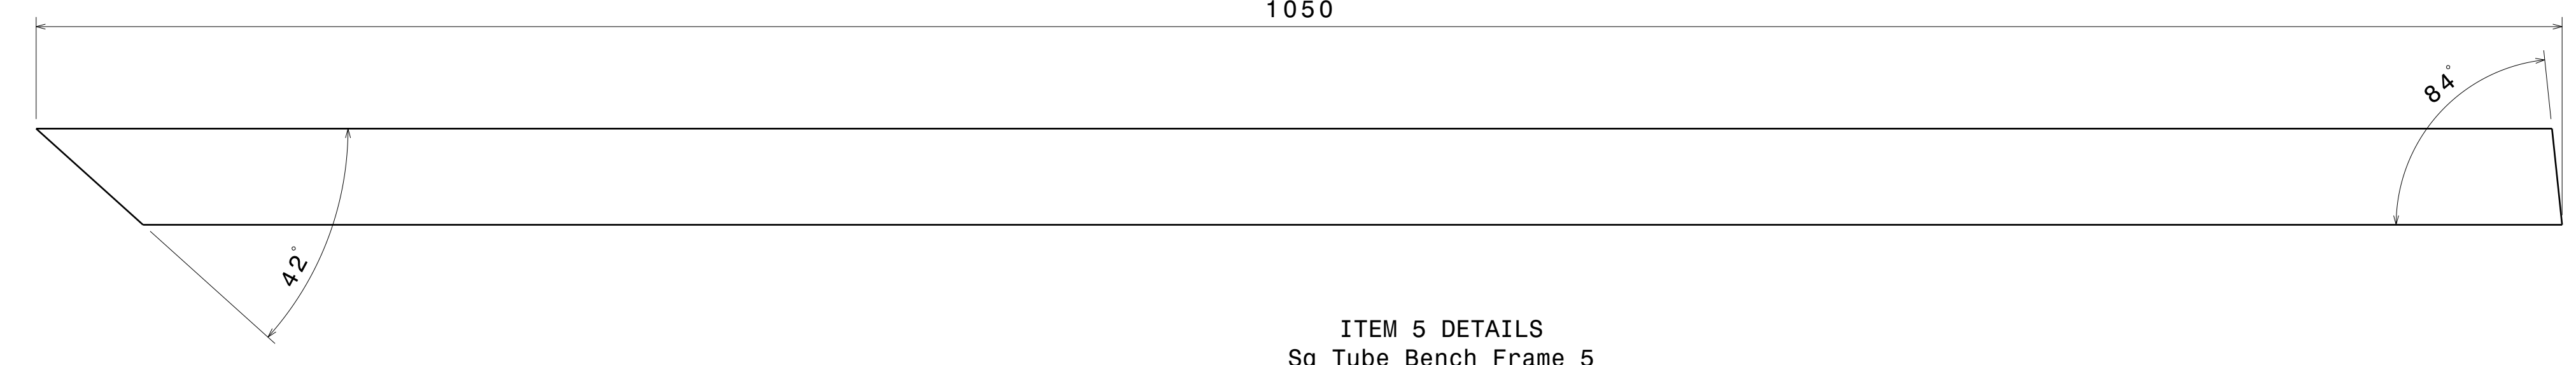 1050
84°
42°
ITEM 5 DETAILS
Sq Tube Bench Frame 5